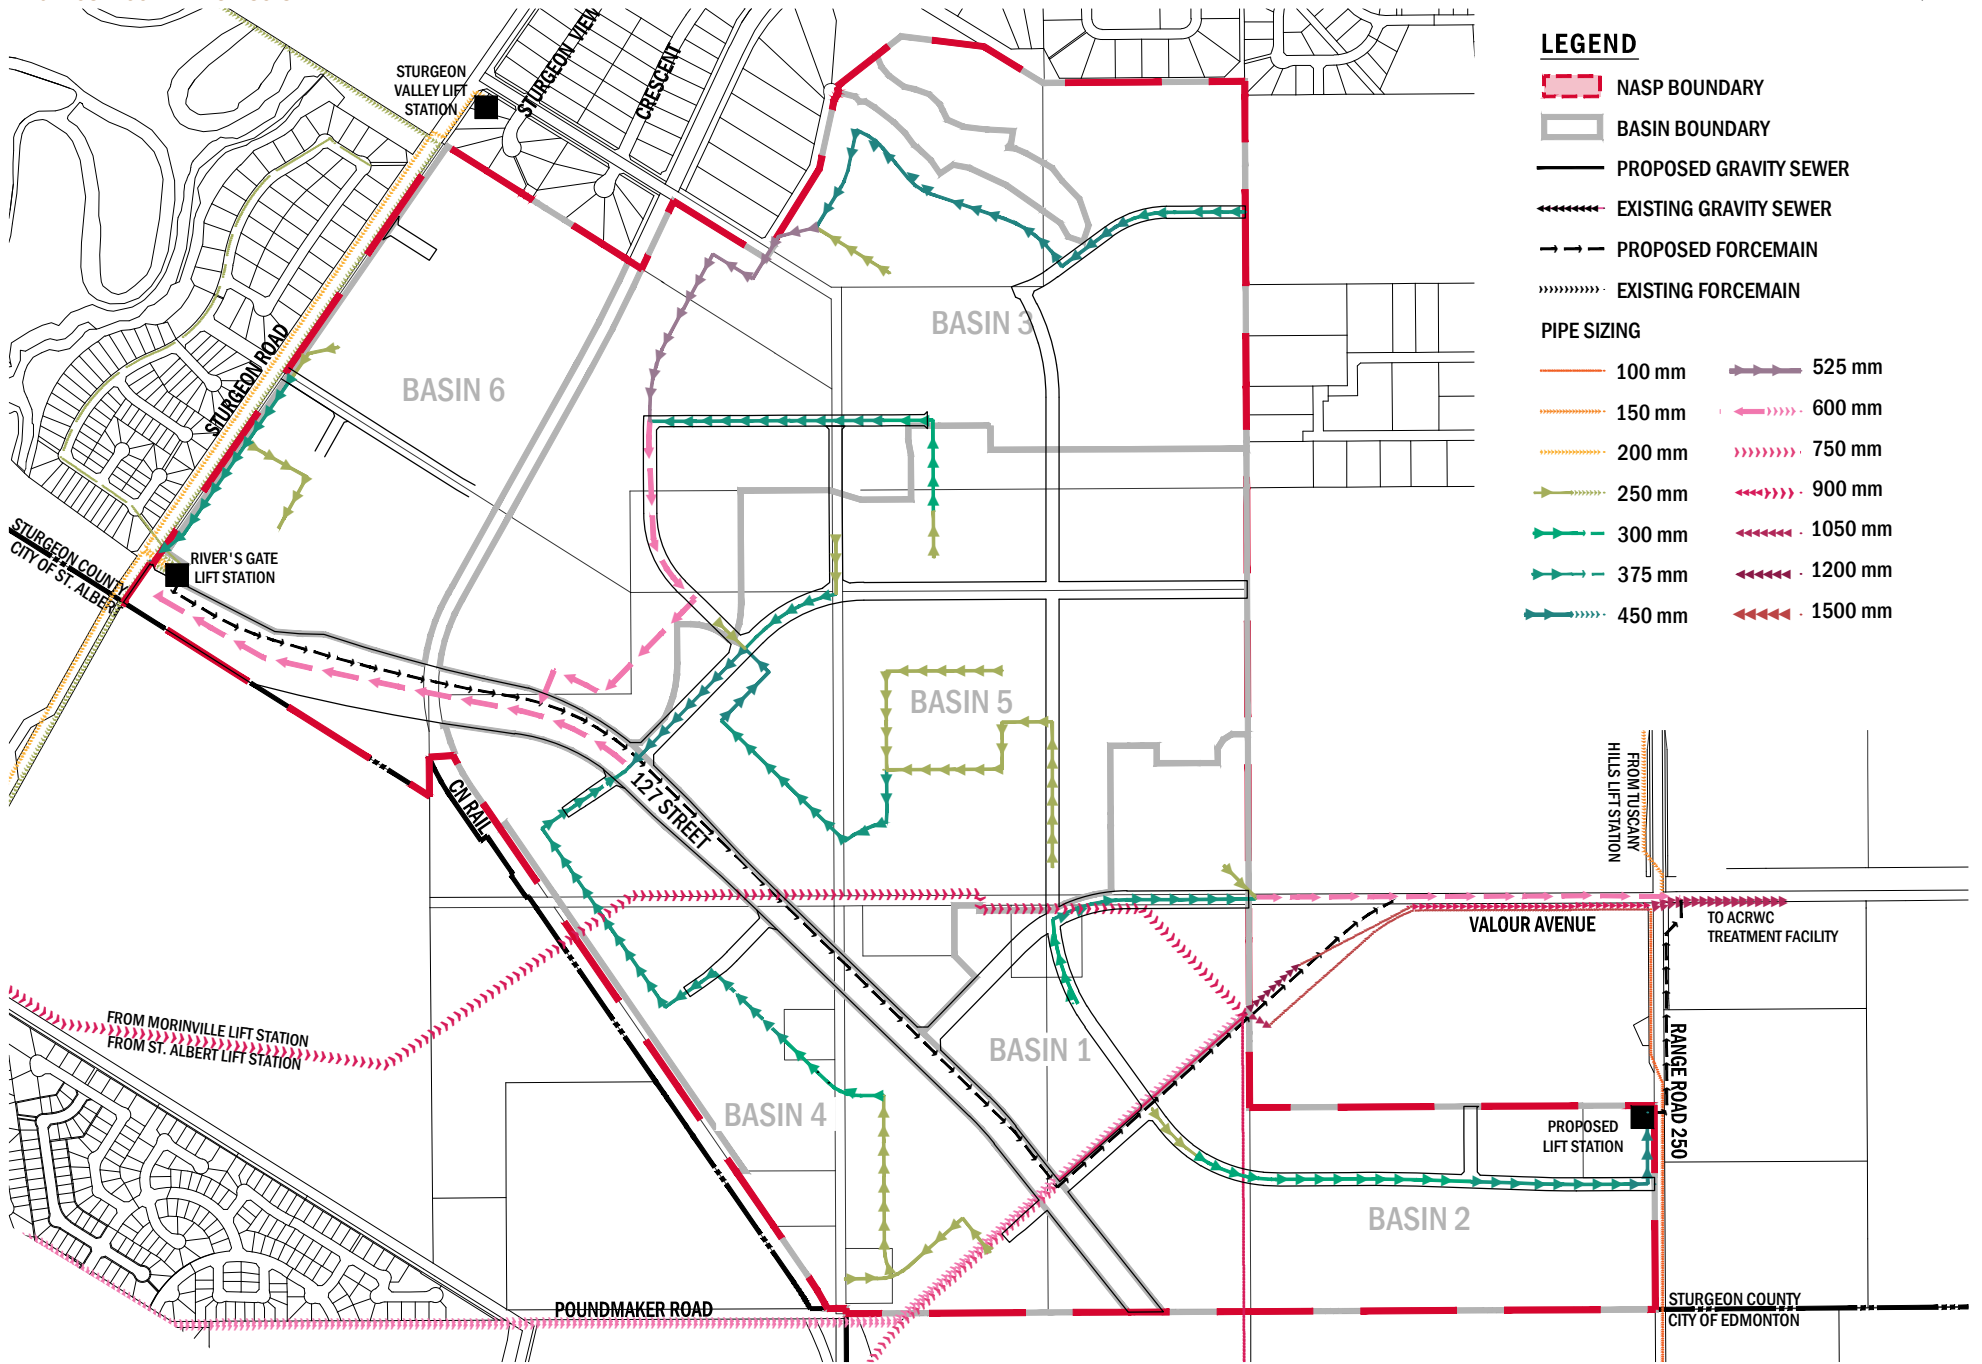 STURGEON
VALLEY LIFT
STATION
STURGEON VIEW
CRESCENT
STURGEON ROAD
BASIN 6
BASIN 3
STURGEON COUNTY
CITY OF ST. ALBERT
RIVER'S GATE
LIFT STATION
BASIN 5
CN RAIL
127 STREET
FROM MORINVILLE LIFT STATION
FROM ST. ALBERT LIFT STATION
BASIN 1
BASIN 4
BASIN 2
POUNDMAKER ROAD
FROM TUSCANY
HILLS LIFT STATION
VALOUR AVENUE
TO ACRWC
TREATMENT FACILITY
RANGE ROAD 250
PROPOSED
LIFT STATION
STURGEON COUNTY
CITY OF EDMONTON
LEGEND
NASP BOUNDARY
BASIN BOUNDARY
PROPOSED GRAVITY SEWER
EXISTING GRAVITY SEWER
PROPOSED FORCEMAIN
EXISTING FORCEMAIN
PIPE SIZING
100 mm
150 mm
200 mm
250 mm
300 mm
375 mm
450 mm
525 mm
600 mm
750 mm
900 mm
1050 mm
1200 mm
1500 mm